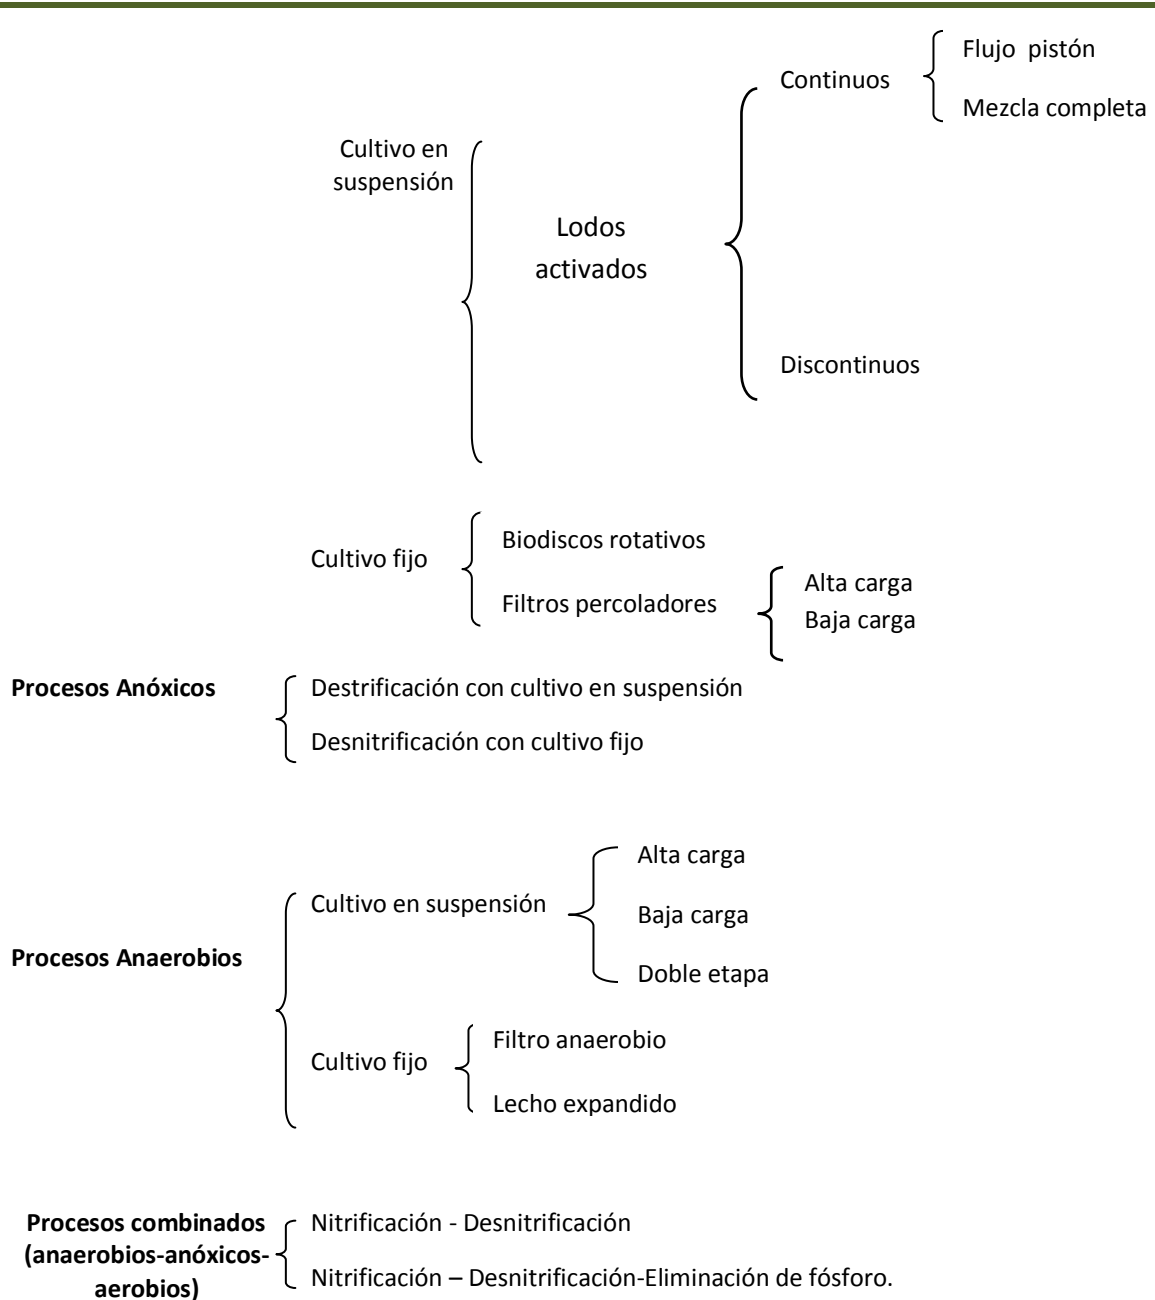 Flujo pistón
Continuos
Mezcla completa
Cultivo en
suspensión
Lodos
activados
Discontinuos
Biodiscos rotativos
Cultivo fijo
Filtros percoladores
Alta carga
Baja carga
Procesos Anóxicos
Destrificación con cultivo en suspensión
Desnitrificación con cultivo fijo
Alta carga
Cultivo en suspensión
Baja carga
Procesos Anaerobios
Doble etapa
Filtro anaerobio
Cultivo fijo
Lecho expandido
Procesos combinados
(anaerobios-anóxicos-
aerobios)
Nitrificación - Desnitrificación
Nitrificación – Desnitrificación-Eliminación de fósforo.